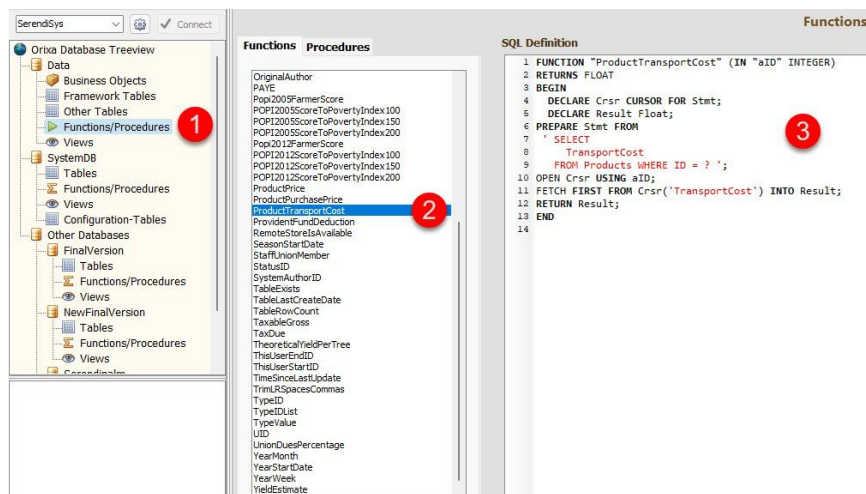 SerendiSys
Connect
Orixa Database Treeview
Data
Business Objects
Framework Tables
Other Tables
Functions/Procedures
Views
SystemDB
Tables
Functions/Procedures
Views
Configuration-Tables
Other Databases
FinalVersion
Tables
Functions/Procedures
Views
NewFinalVersion
Tables
Functions/Procedures
Views
1
Functions Procedures
OriginalAuthor
PAYE
Popi2005FarmerScore
POPI2005ScoreToPovertyIndex100
POPI2005ScoreToPovertyIndex150
POPI2005ScoreToPovertyIndex200
Popi2012FarmerScore
POPI2012ScoreToPovertyIndex100
POPI2012ScoreToPovertyIndex150
POPI2012ScoreToPovertyIndex200
ProductPrice
ProductPurchasePrice
ProductTransportCost
ProvidentFundDeduction
RemoteStoreIsAvailable
SeasonStartDate
StaffUnionMember
StatusID
SystemAuthorID
TableExists
TableLastCreateDate
TableRowCount
TaxableGross
TaxDue
TheoreticalYieldPerTree
ThisUserEndID
ThisUserStartID
TimeSinceLastUpdate
TrimLRSpacesCommas
TypeID
TypeIDList
TypeValue
UID
UnionDuesPercentage
YearMonth
YearStartDate
YearWeek
YieldEstimate
2
Functions
SQL Definition
1 FUNCTION "ProductTransportCost" (IN "aID" INTEGER)
2 RETURNS FLOAT
3 BEGIN
4 DECLARE Crsr CURSOR FOR Stmt;
5 DECLARE Result Float;
6 PREPARE Stmt FROM
7 ' SELECT
8 TransportCost
9 FROM Products WHERE ID = ? ';
10 OPEN Crsr USING aID;
11 FETCH FIRST FROM Crsr('TransportCost') INTO Result;
12 RETURN Result;
13 END
14
3